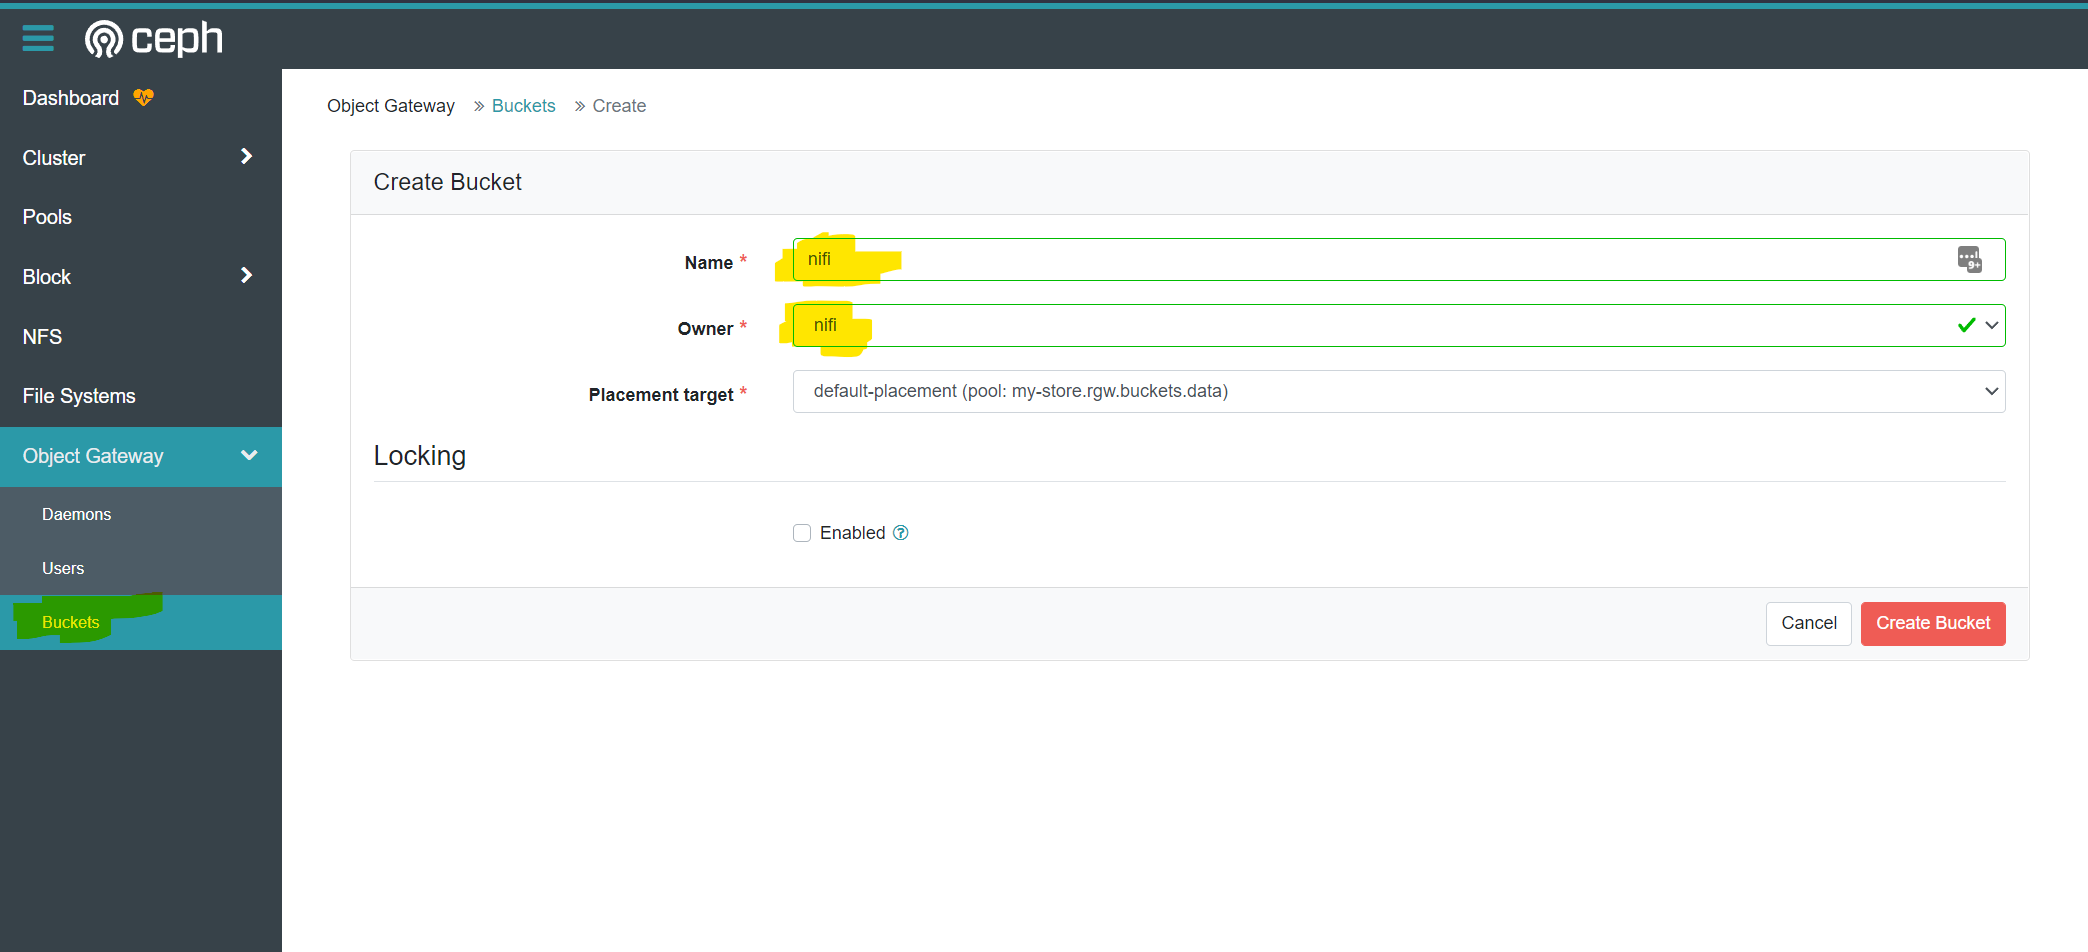 ceph
Dashboard
Cluster
Pools
Block
NFS
File Systems
Object Gateway
Daemons
Users
Buckets
Object Gateway » Buckets » Create
Create Bucket
Name * nifi 9+
Owner * nifi
Placement target * default-placement (pool: my-store.rgw.buckets.data)
Locking
Enabled ?
Cancel Create Bucket